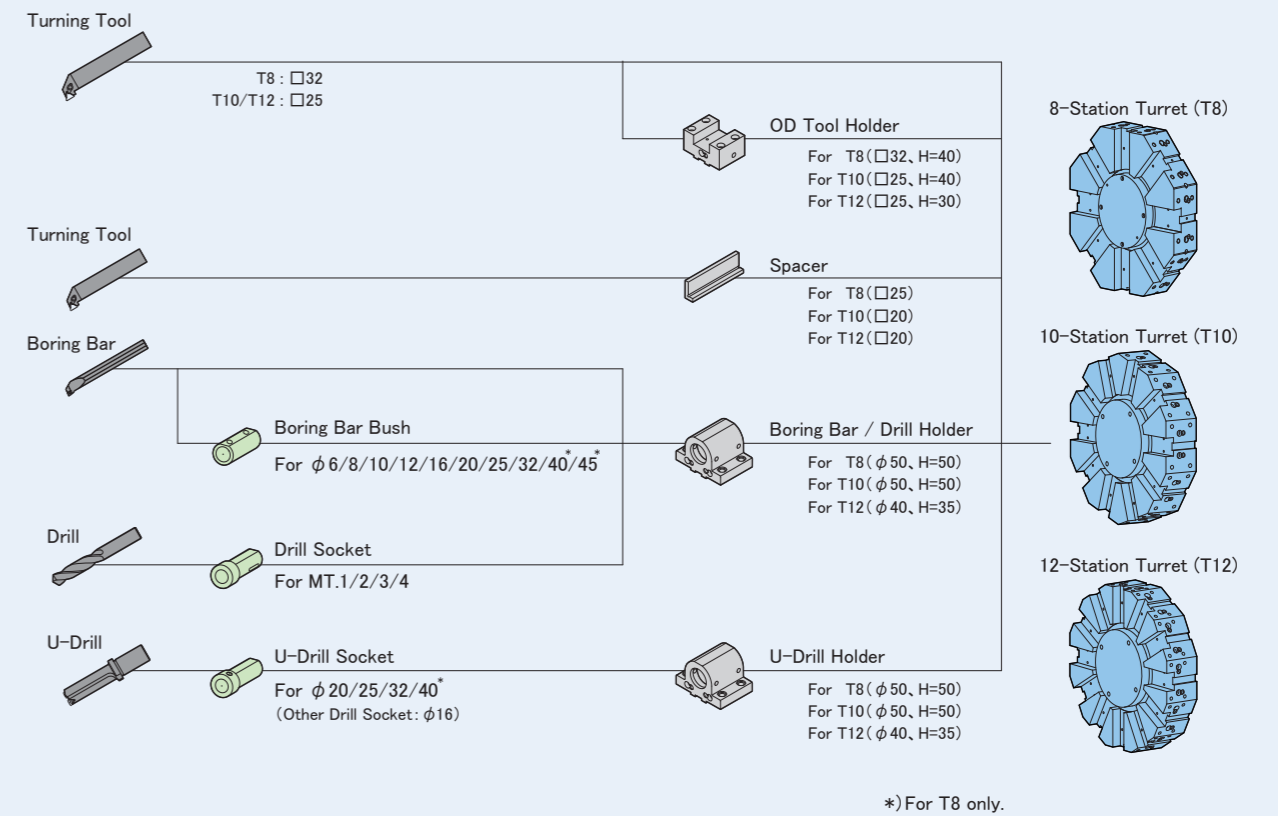 Turning Tool
T8 : □32
T10/T12 : □25
OD Tool Holder
For T8(□32、H=40)
For T10(□25、H=40)
For T12(□25、H=30)
8-Station Turret (T8)
Turning Tool
Spacer
For T8(□25)
For T10(□20)
For T12(□20)
10-Station Turret (T10)
Boring Bar
Boring Bar Bush
For φ6/8/10/12/16/20/25/32/40*/45*
Boring Bar / Drill Holder
For T8(φ50、H=50)
For T10(φ50、H=50)
For T12(φ40、H=35)
Drill
Drill Socket
For MT.1/2/3/4
12-Station Turret (T12)
U-Drill
U-Drill Socket
For φ20/25/32/40*
(Other Drill Socket: φ16)
U-Drill Holder
For T8(φ50、H=50)
For T10(φ50、H=50)
For T12(φ40、H=35)
*)For T8 only.